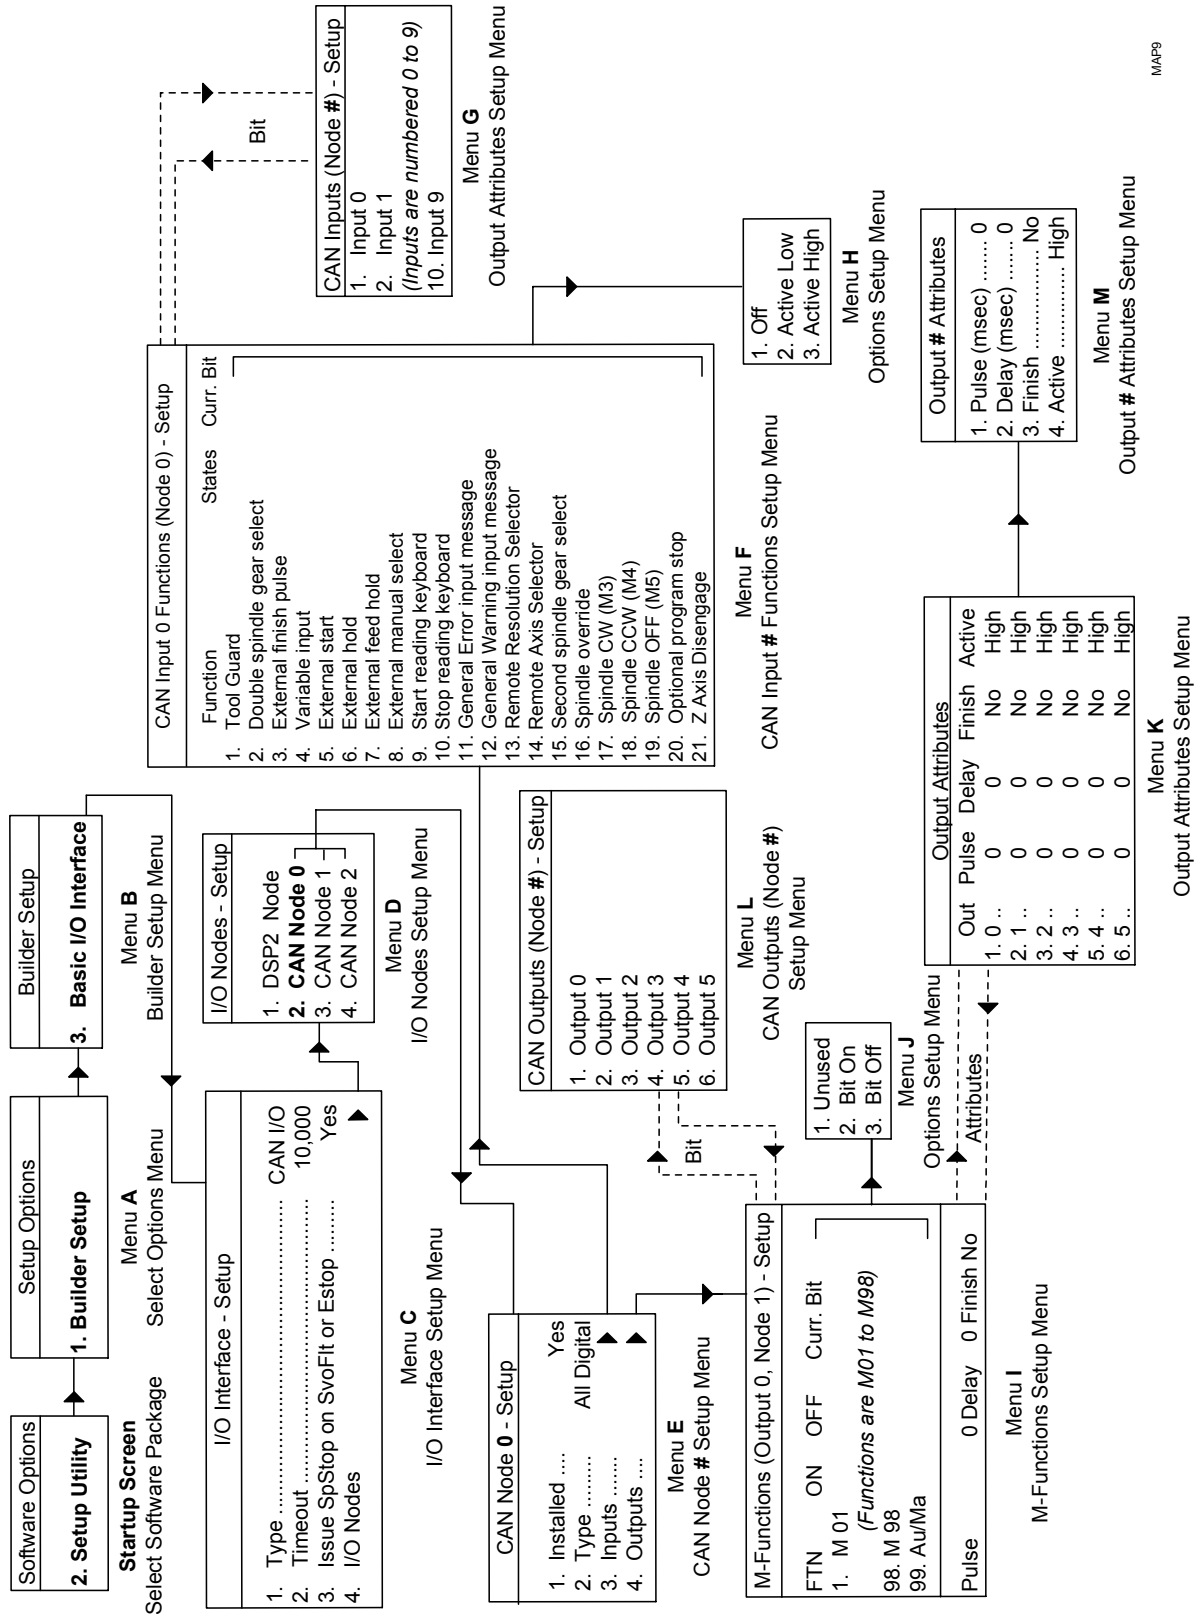 Software Options
2. Setup Utility
Startup Screen
Select Software Package
Setup Options
1. Builder Setup
Menu A
Select Options Menu
Builder Setup
3. Basic I/O Interface
Menu B
Builder Setup Menu
I/O Interface - Setup
1. Type ........................ CAN I/O
2. Timeout ................................. 10,000
3. Issue SpStop on SvoFlt or Estop ........ Yes
4. I/O Nodes
Menu C
I/O Interface Setup Menu
I/O Nodes - Setup
1. DSP2 Node
2. CAN Node 0
3. CAN Node 1
4. CAN Node 2
Menu D
I/O Nodes Setup Menu
CAN Node 0 - Setup
1. Installed .... Yes
2. Type ......... All Digital
3. Inputs ........
4. Outputs ....
Menu E
CAN Node # Setup Menu
CAN Input 0 Functions (Node 0) - Setup
Function States Curr. Bit
1. Tool Guard
2. Double spindle gear select
3. External finish pulse
4. Variable input
5. External start
6. External hold
7. External feed hold
8. External manual select
9. Start reading keyboard
10. Stop reading keyboard
11. General Error input message
12. General Warning input message
13. Remote Resolution Selector
14. Remote Axis Selector
15. Second spindle gear select
16. Spindle override
17. Spindle CW (M3)
18. Spindle CCW (M4)
19. Spindle OFF (M5)
20. Optional program stop
21. Z Axis Disengage
Menu F
CAN Input # Functions Setup Menu
Bit
CAN Inputs (Node #) - Setup
1. Input 0
2. Input 1
(Inputs are numbered 0 to 9)
10. Input 9
Menu G
Output Attributes Setup Menu
1. Off
2. Active Low
3. Active High
Menu H
Options Setup Menu
M-Functions (Output 0, Node 1) - Setup
FTN ON OFF Curr. Bit
1. M 01
(Functions are M01 to M98)
98. M 98
99. Au/Ma
Pulse 0 Delay 0 Finish No
Menu I
M-Functions Setup Menu
Bit
CAN Outputs (Node #) - Setup
1. Output 0
2. Output 1
3. Output 2
4. Output 3
5. Output 4
6. Output 5
Menu L
CAN Outputs (Node #)
Setup Menu
1. Unused
2. Bit On
3. Bit Off
Menu J
Options Setup Menu
Attributes
Output Attributes
Out Pulse Delay Finish Active
1. 0 .. 0 0 No High
2. 1 .. 0 0 No High
3. 2 .. 0 0 No High
4. 3 .. 0 0 No High
5. 4 .. 0 0 No High
6. 5 .. 0 0 No High
Menu K
Output Attributes Setup Menu
Output # Attributes
1. Pulse (msec) ....... 0
2. Delay (msec) ....... 0
3. Finish .................. No
4. Active .............. High
Menu M
Output # Attributes Setup Menu
MAP9